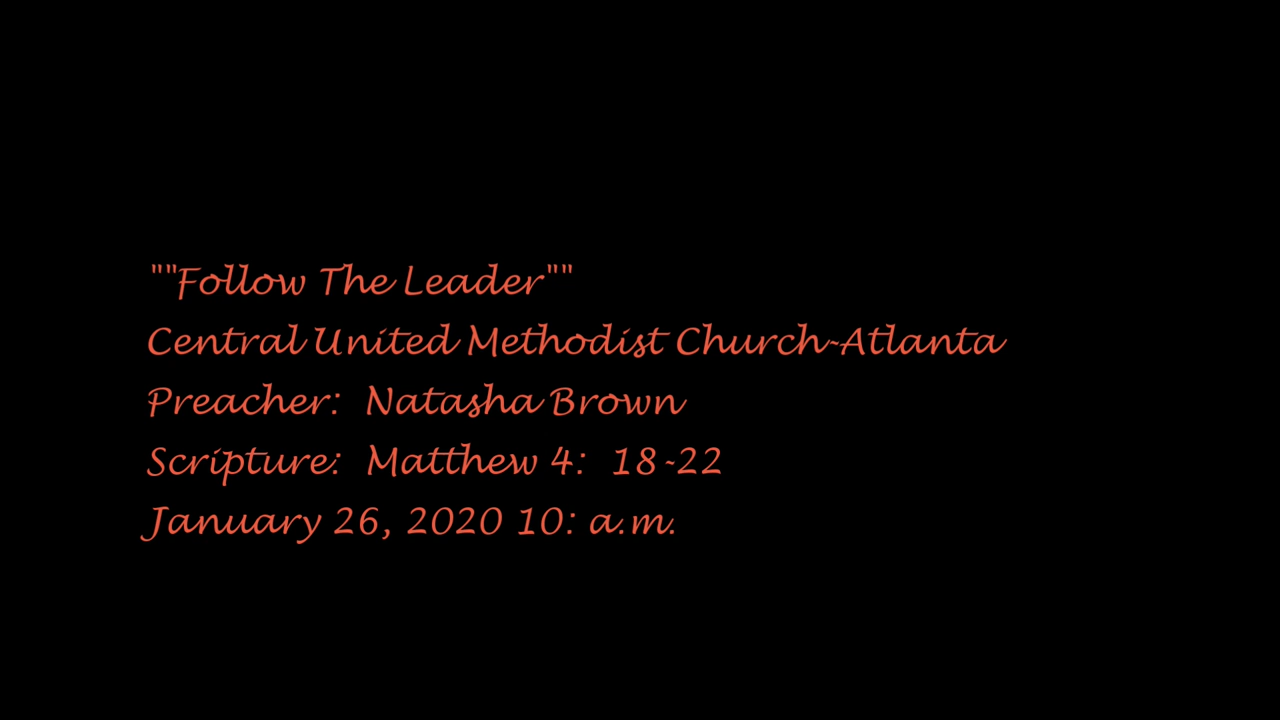 ""Follow The Leader""
Central United Methodist Church-Atlanta
Preacher:  Natasha Brown
Scripture:  Matthew 4:  18-22
January 26, 2020 10: a.m.